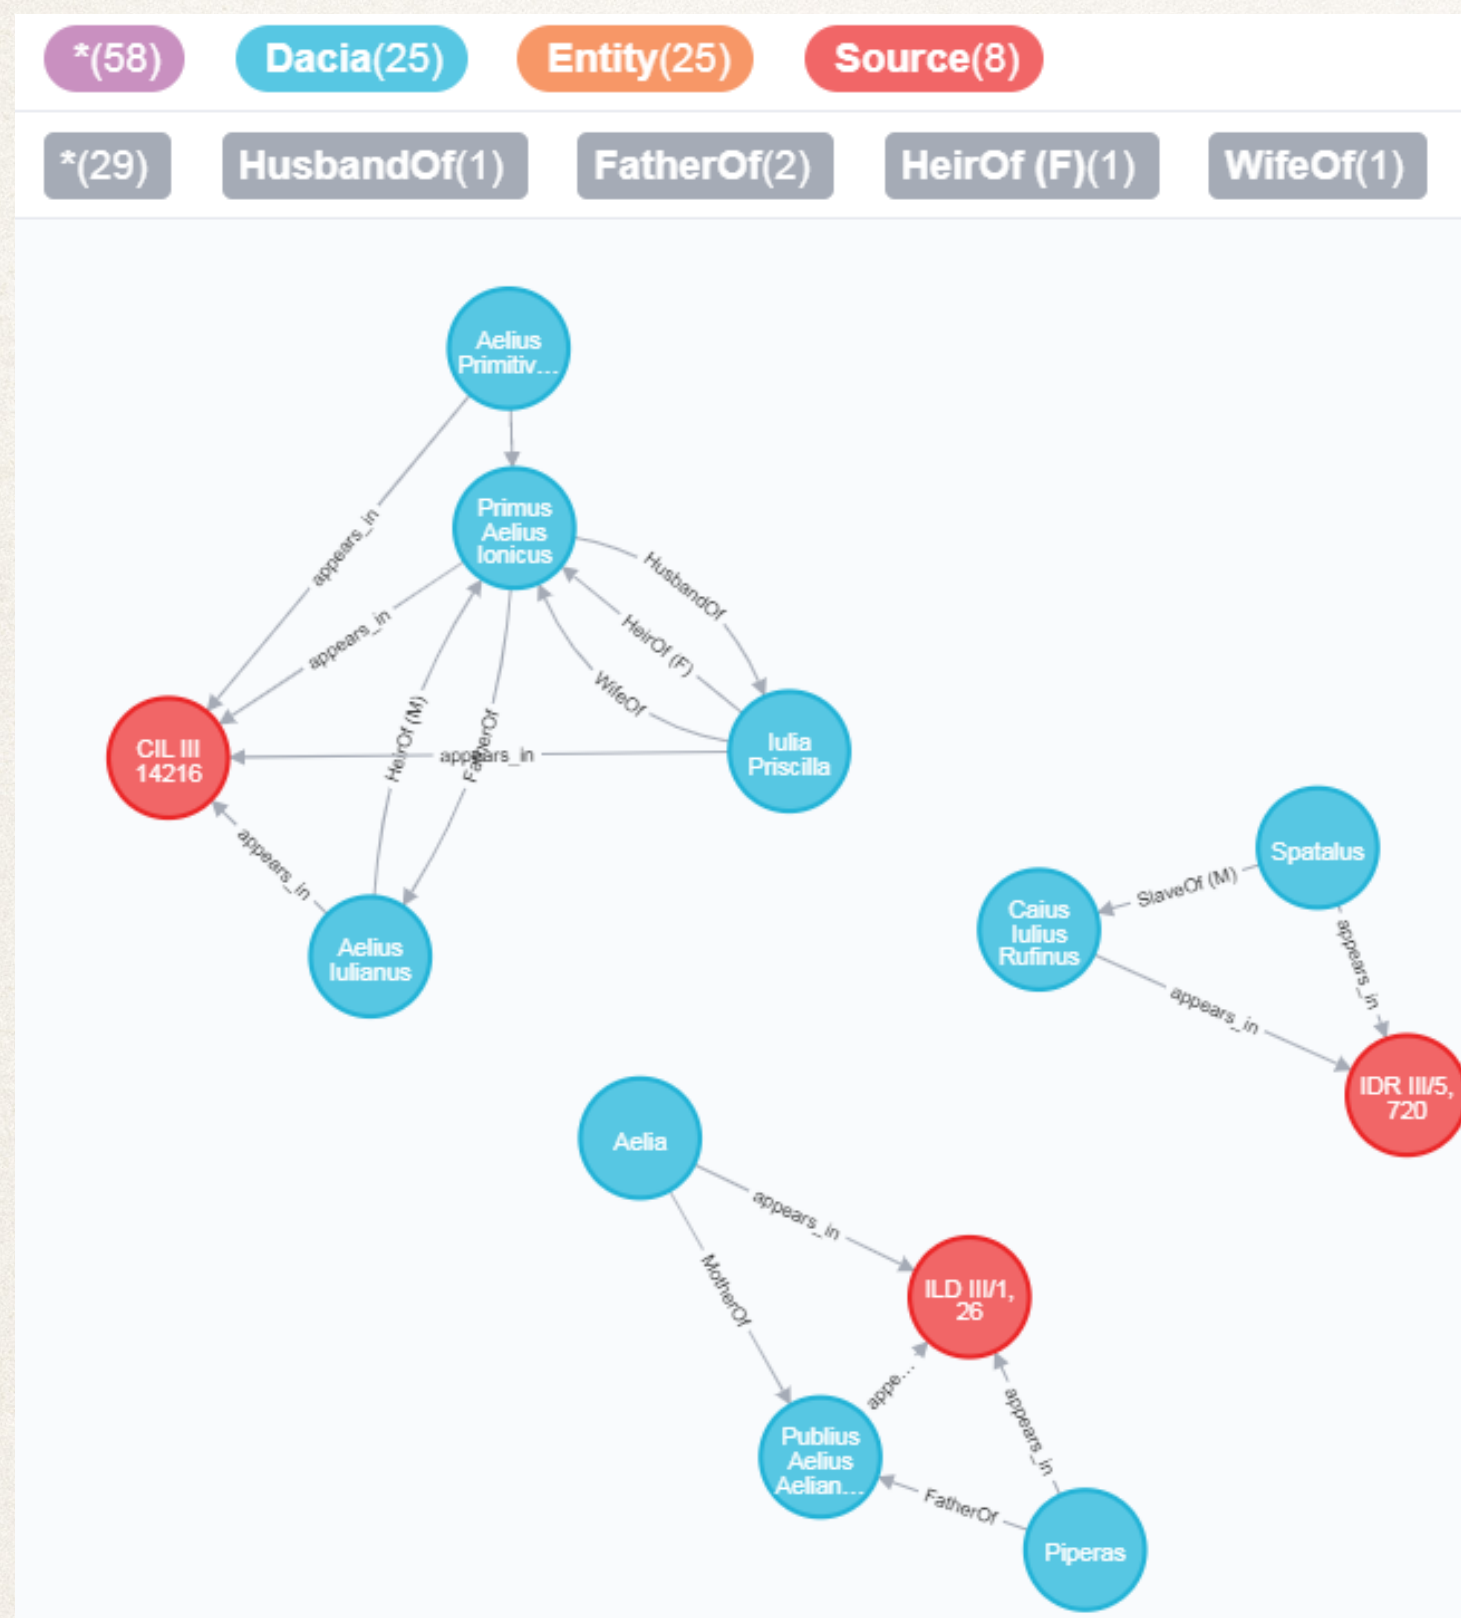 *(58) Dacia(25) Entity(25) Source(8)
*(29) HusbandOf(1) FatherOf(2) HeirOf (F)(1) WifeOf(1)
Aelius
Primitiv...
appears_in
Primus
Aelius
Ionicus
HusbandOf
HeirOf (F)
WifeOf
appears_in
HeirOf (M)
FatherOf
appears_in
CIL III
14216
Iulia
Priscilla
appears_in
Aelius
Iulianus
Spatalus
SlaveOf (M)
Caius
Iulius
Rufinus
appears_in
appears_in
IDR III/5,
720
Aelia
appears_in
MotherOf
ILD III/1,
26
appe...
appears_in
Publius
Aelius
Aelian...
FatherOf
Piperas